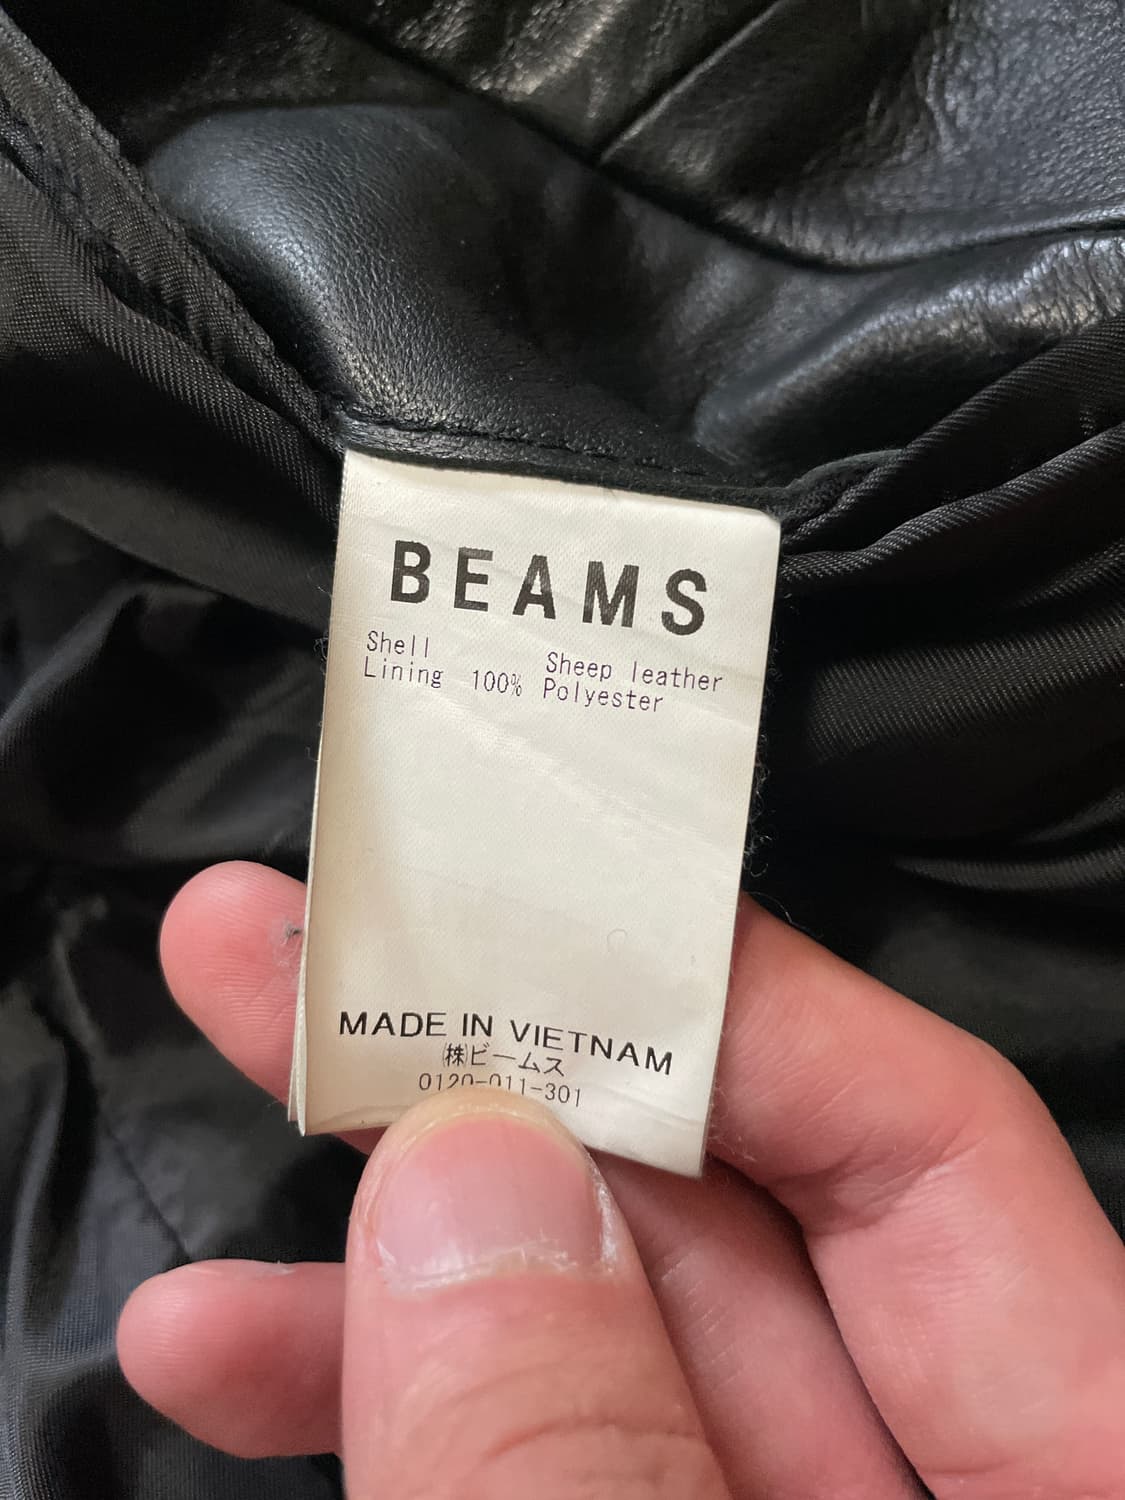 BEAMS
Shell Sheep leather
Lining 100% Polyester
MADE IN VIETNAM
㈱ビームス
0120-011-301